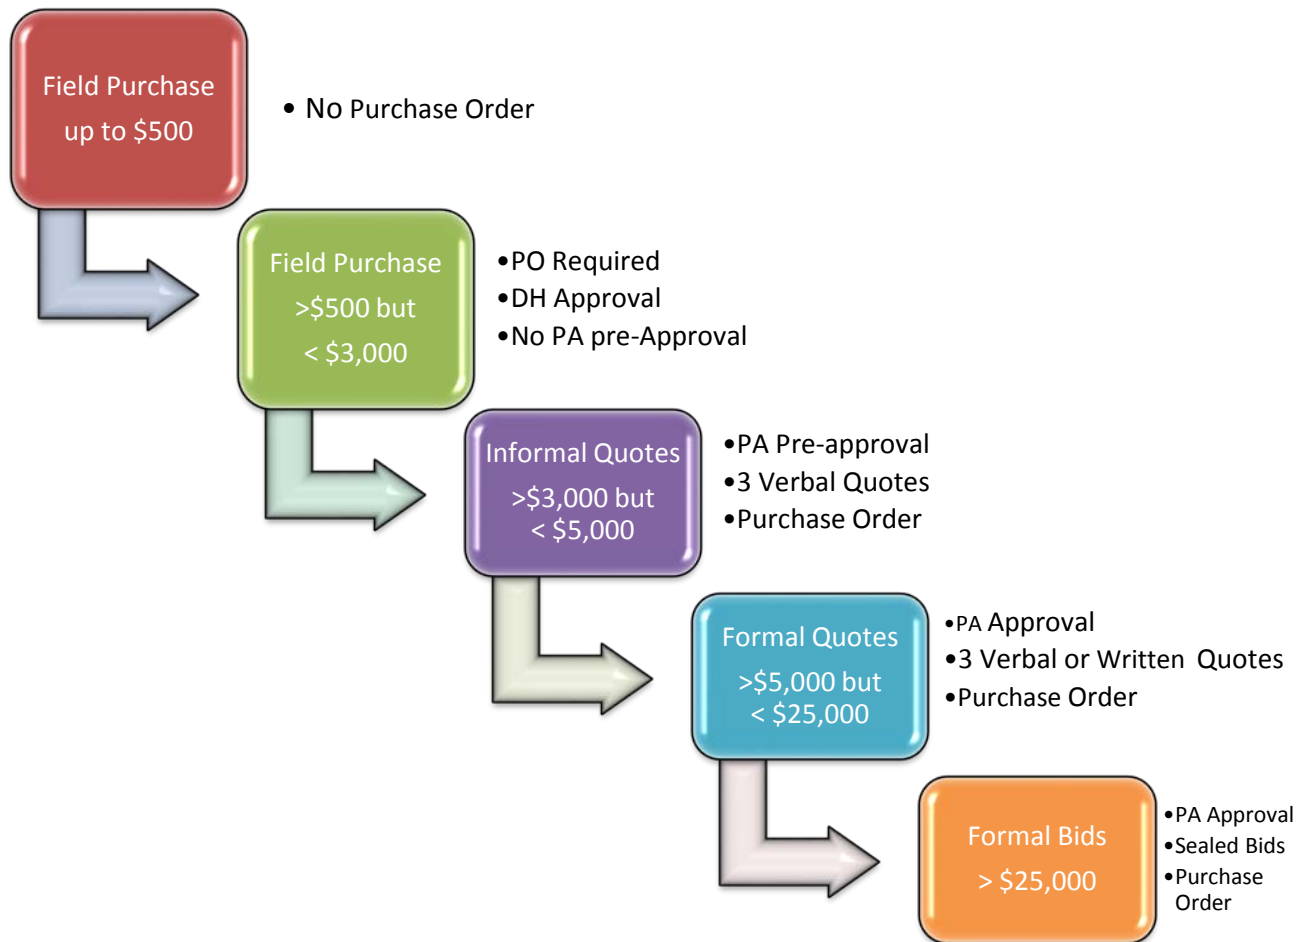 Field Purchase
up to $500
• No Purchase Order
Field Purchase
>$500 but
< $3,000
•PO Required
•DH Approval
•No PA pre-Approval
Informal Quotes
>$3,000 but
< $5,000
•PA Pre-approval
•3 Verbal Quotes
•Purchase Order
Formal Quotes
>$5,000 but
< $25,000
•PA Approval
•3 Verbal or Written Quotes
•Purchase Order
Formal Bids
> $25,000
•PA Approval
•Sealed Bids
•Purchase
Order